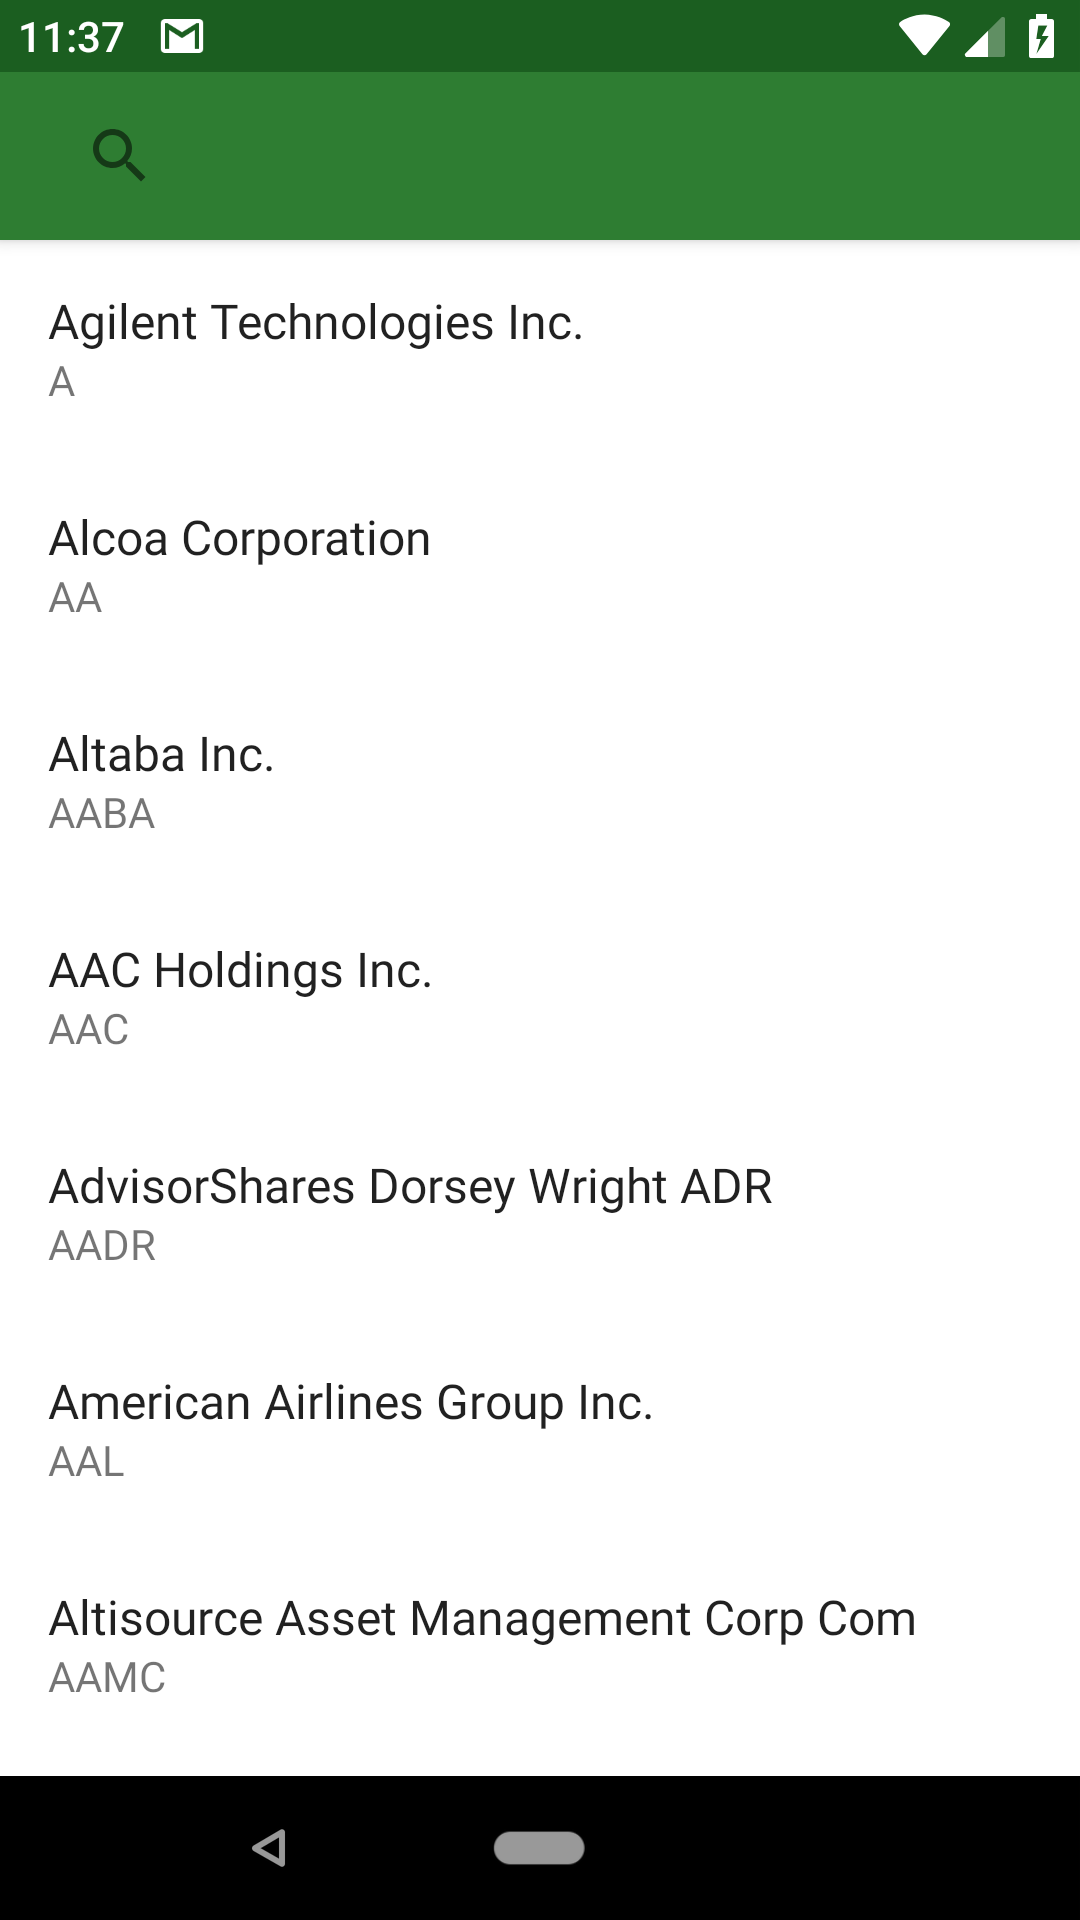 11:37
Agilent Technologies Inc.
A
Alcoa Corporation
AA
Altaba Inc.
AABA
AAC Holdings Inc.
AAC
AdvisorShares Dorsey Wright ADR
AADR
American Airlines Group Inc.
AAL
Altisource Asset Management Corp Com
AAMC